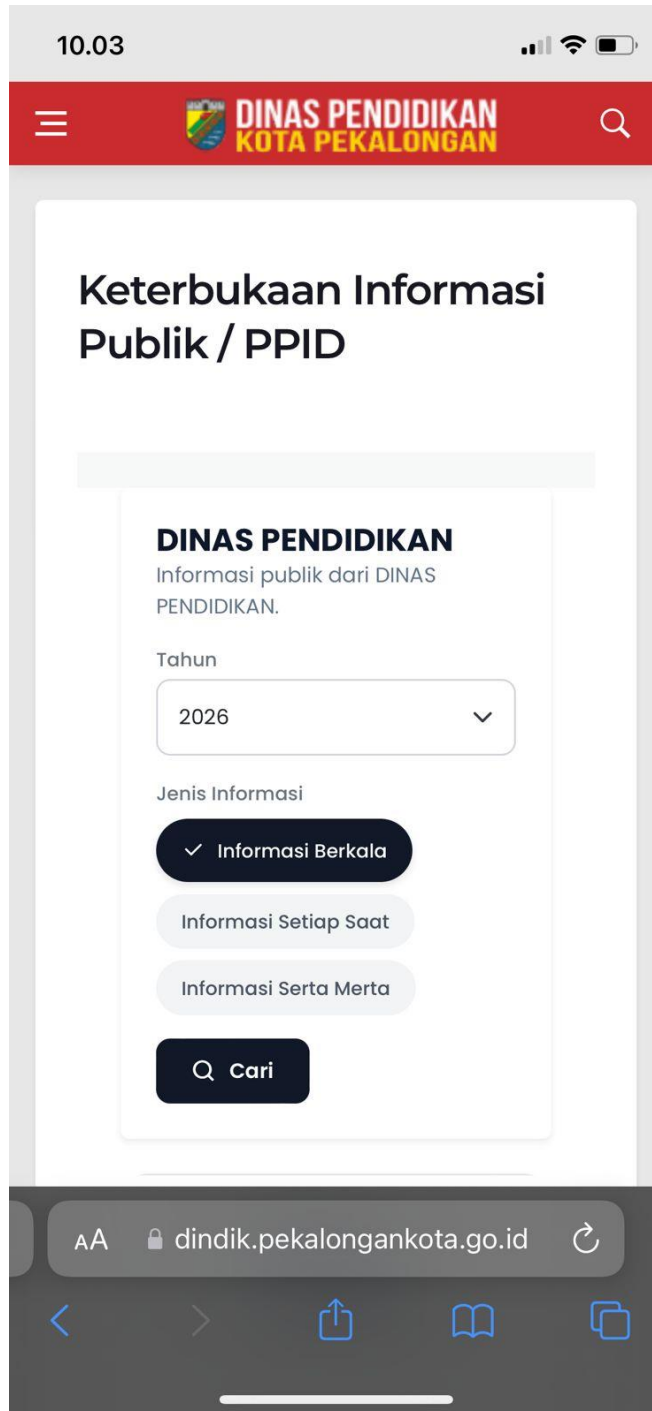 10.03
DINAS PENDIDIKAN
KOTA PEKALONGAN
Keterbukaan Informasi
Publik / PPID
DINAS PENDIDIKAN
Informasi publik dari DINAS
PENDIDIKAN.
Tahun
2026
Jenis Informasi
Informasi Berkala
Informasi Setiap Saat
Informasi Serta Merta
Cari
AA dindik.pekalongankota.go.id